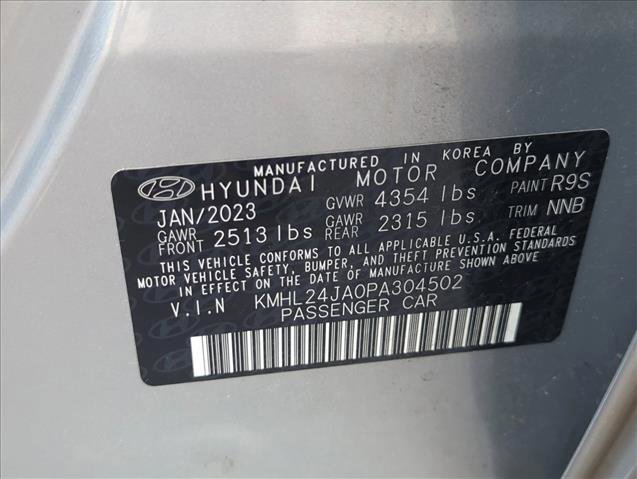 MANUFACTURED IN KOREA BY
HYUNDAI MOTOR COMPANY
JAN/2023 GVWR 4354 lbs PAINT R9S
GAWR FRONT 2513 lbs GAWR REAR 2315 lbs. TRIM NNB
THIS VEHICLE CONFORMS TO ALL APPLICABLE U.S.A. FEDERAL
MOTOR VEHICLE SAFETY, BUMPER, AND THEFT PREVENTION STANDARDS
IN EFFECT ON THE DATE OF MANUFACTURE SHOWN ABOVE.
V.I.N KMHL24JA0PA304502
PASSENGER CAR